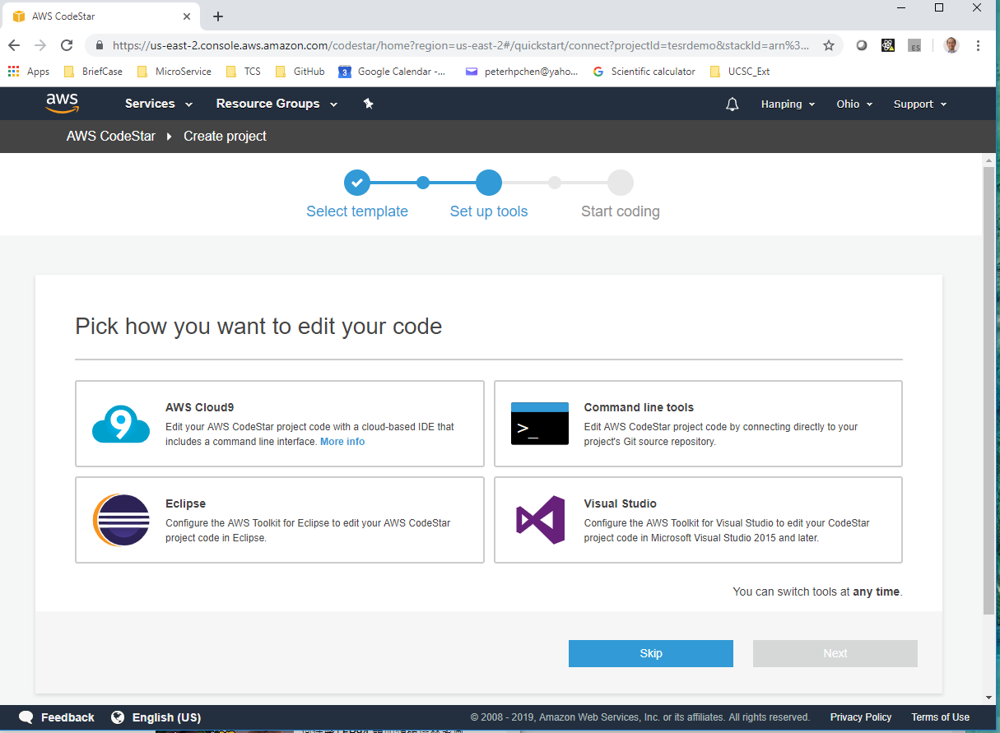 AWS CodeStar
https://us-east-2.console.aws.amazon.com/codestar/home?region=us-east-2#/quickstart/connect?projectId=tesrdemo&stackId=arn%3...
ES
Apps BriefCase MicroService TCS GitHub 3 Google Calendar -... peterhpchen@yaho... G Scientific calculator UCSC_Ext
aws Services Resource Groups Hanping Ohio Support
AWS CodeStar Create project
Select template Set up tools Start coding
Pick how you want to edit your code
9
AWS Cloud9
Edit your AWS CodeStar project code with a cloud-based IDE that
includes a command line interface. More info
>_
Command line tools
Edit AWS CodeStar project code by connecting directly to your
project's Git source repository.
Eclipse
Configure the AWS Toolkit for Eclipse to edit your AWS CodeStar
project code in Eclipse.
Visual Studio
Configure the AWS Toolkit for Visual Studio to edit your CodeStar
project code in Microsoft Visual Studio 2015 and later.
You can switch tools at any time.
Skip Next
Feedback English (US) © 2008 - 2019, Amazon Web Services, Inc. or its affiliates. All rights reserved. Privacy Policy Terms of Use